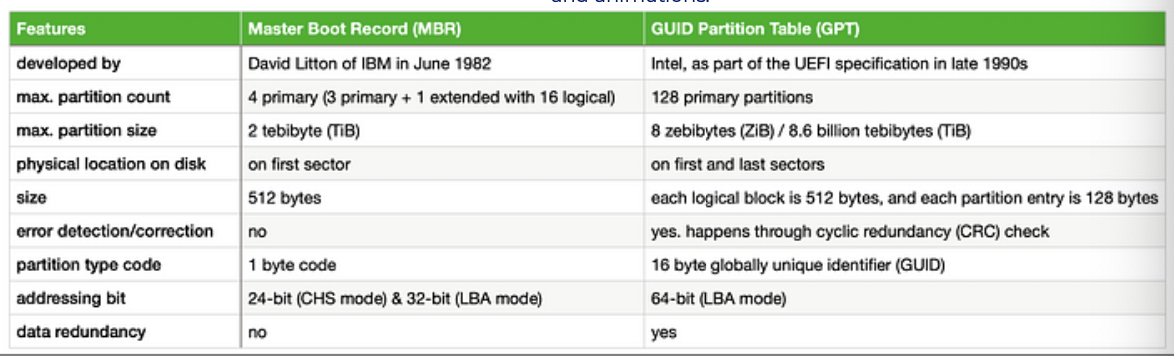 and animations.
Features Master Boot Record (MBR) GUID Partition Table (GPT)
developed by David Litton of IBM in June 1982 Intel, as part of the UEFI specification in late 1990s
max. partition count 4 primary (3 primary + 1 extended with 16 logical) 128 primary partitions
max. partition size 2 tebibyte (TiB) 8 zebibytes (ZiB) / 8.6 billion tebibytes (TiB)
physical location on disk on first sector on first and last sectors
size 512 bytes each logical block is 512 bytes, and each partition entry is 128 bytes
error detection/correction no yes. happens through cyclic redundancy (CRC) check
partition type code 1 byte code 16 byte globally unique identifier (GUID)
addressing bit 24-bit (CHS mode) & 32-bit (LBA mode) 64-bit (LBA mode)
data redundancy no yes